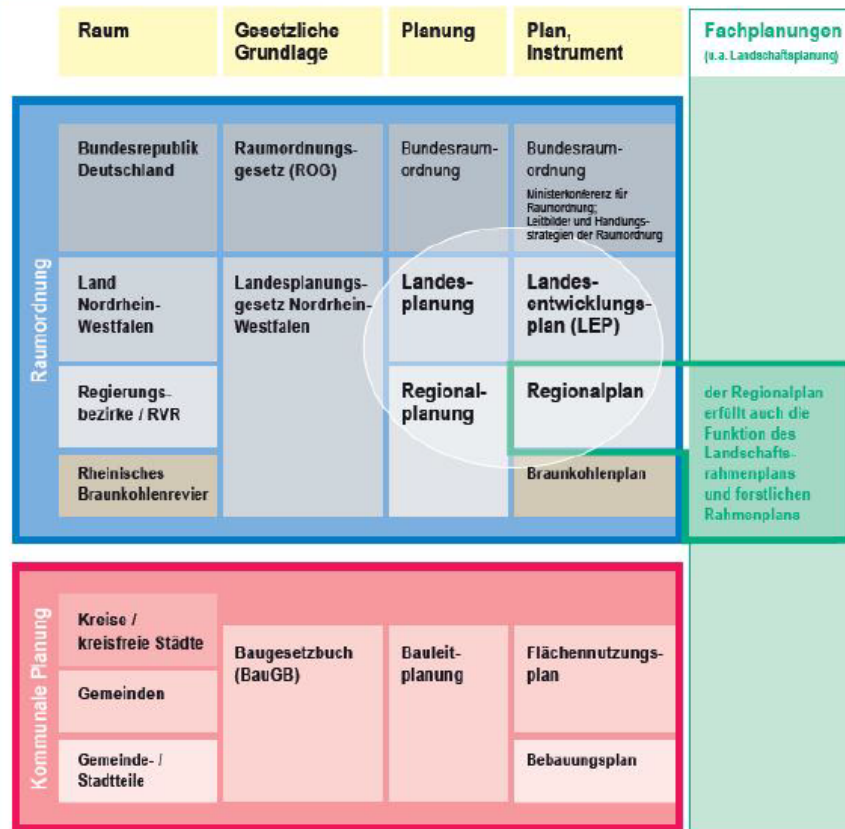 Raum
Gesetzliche
Grundlage
Planung
Plan,
Instrument
Fachplanungen
(u.a. Landschaftsplanung)
Raumordnung
Bundesrepublik
Deutschland
Raumordnungs-
gesetz (ROG)
Bundesraum-
ordnung
Bundesraum-
ordnung
Ministerkonferenz für
Raumordnung;
Leitbilder und Handlungs-
strategien der Raumordnung
Land
Nordrhein-
Westfalen
Landesplanungs-
gesetz Nordrhein-
Westfalen
Landes-
planung
Landes-
entwicklungs-
plan (LEP)
Regierungs-
bezirke / RVR
Regional-
planung
Regionalplan
der Regionalplan
erfüllt auch die
Funktion des
Landschafts-
rahmenplans
und forstlichen
Rahmenplans
Rheinisches
Braunkohlenrevier
Braunkohlenplan
Kommunale Planung
Kreise /
kreisfreie Städte
Gemeinden
Gemeinde- /
Stadtteile
Baugesetzbuch
(BauGB)
Bauleit-
planung
Flächennutzungs-
plan
Bebauungsplan